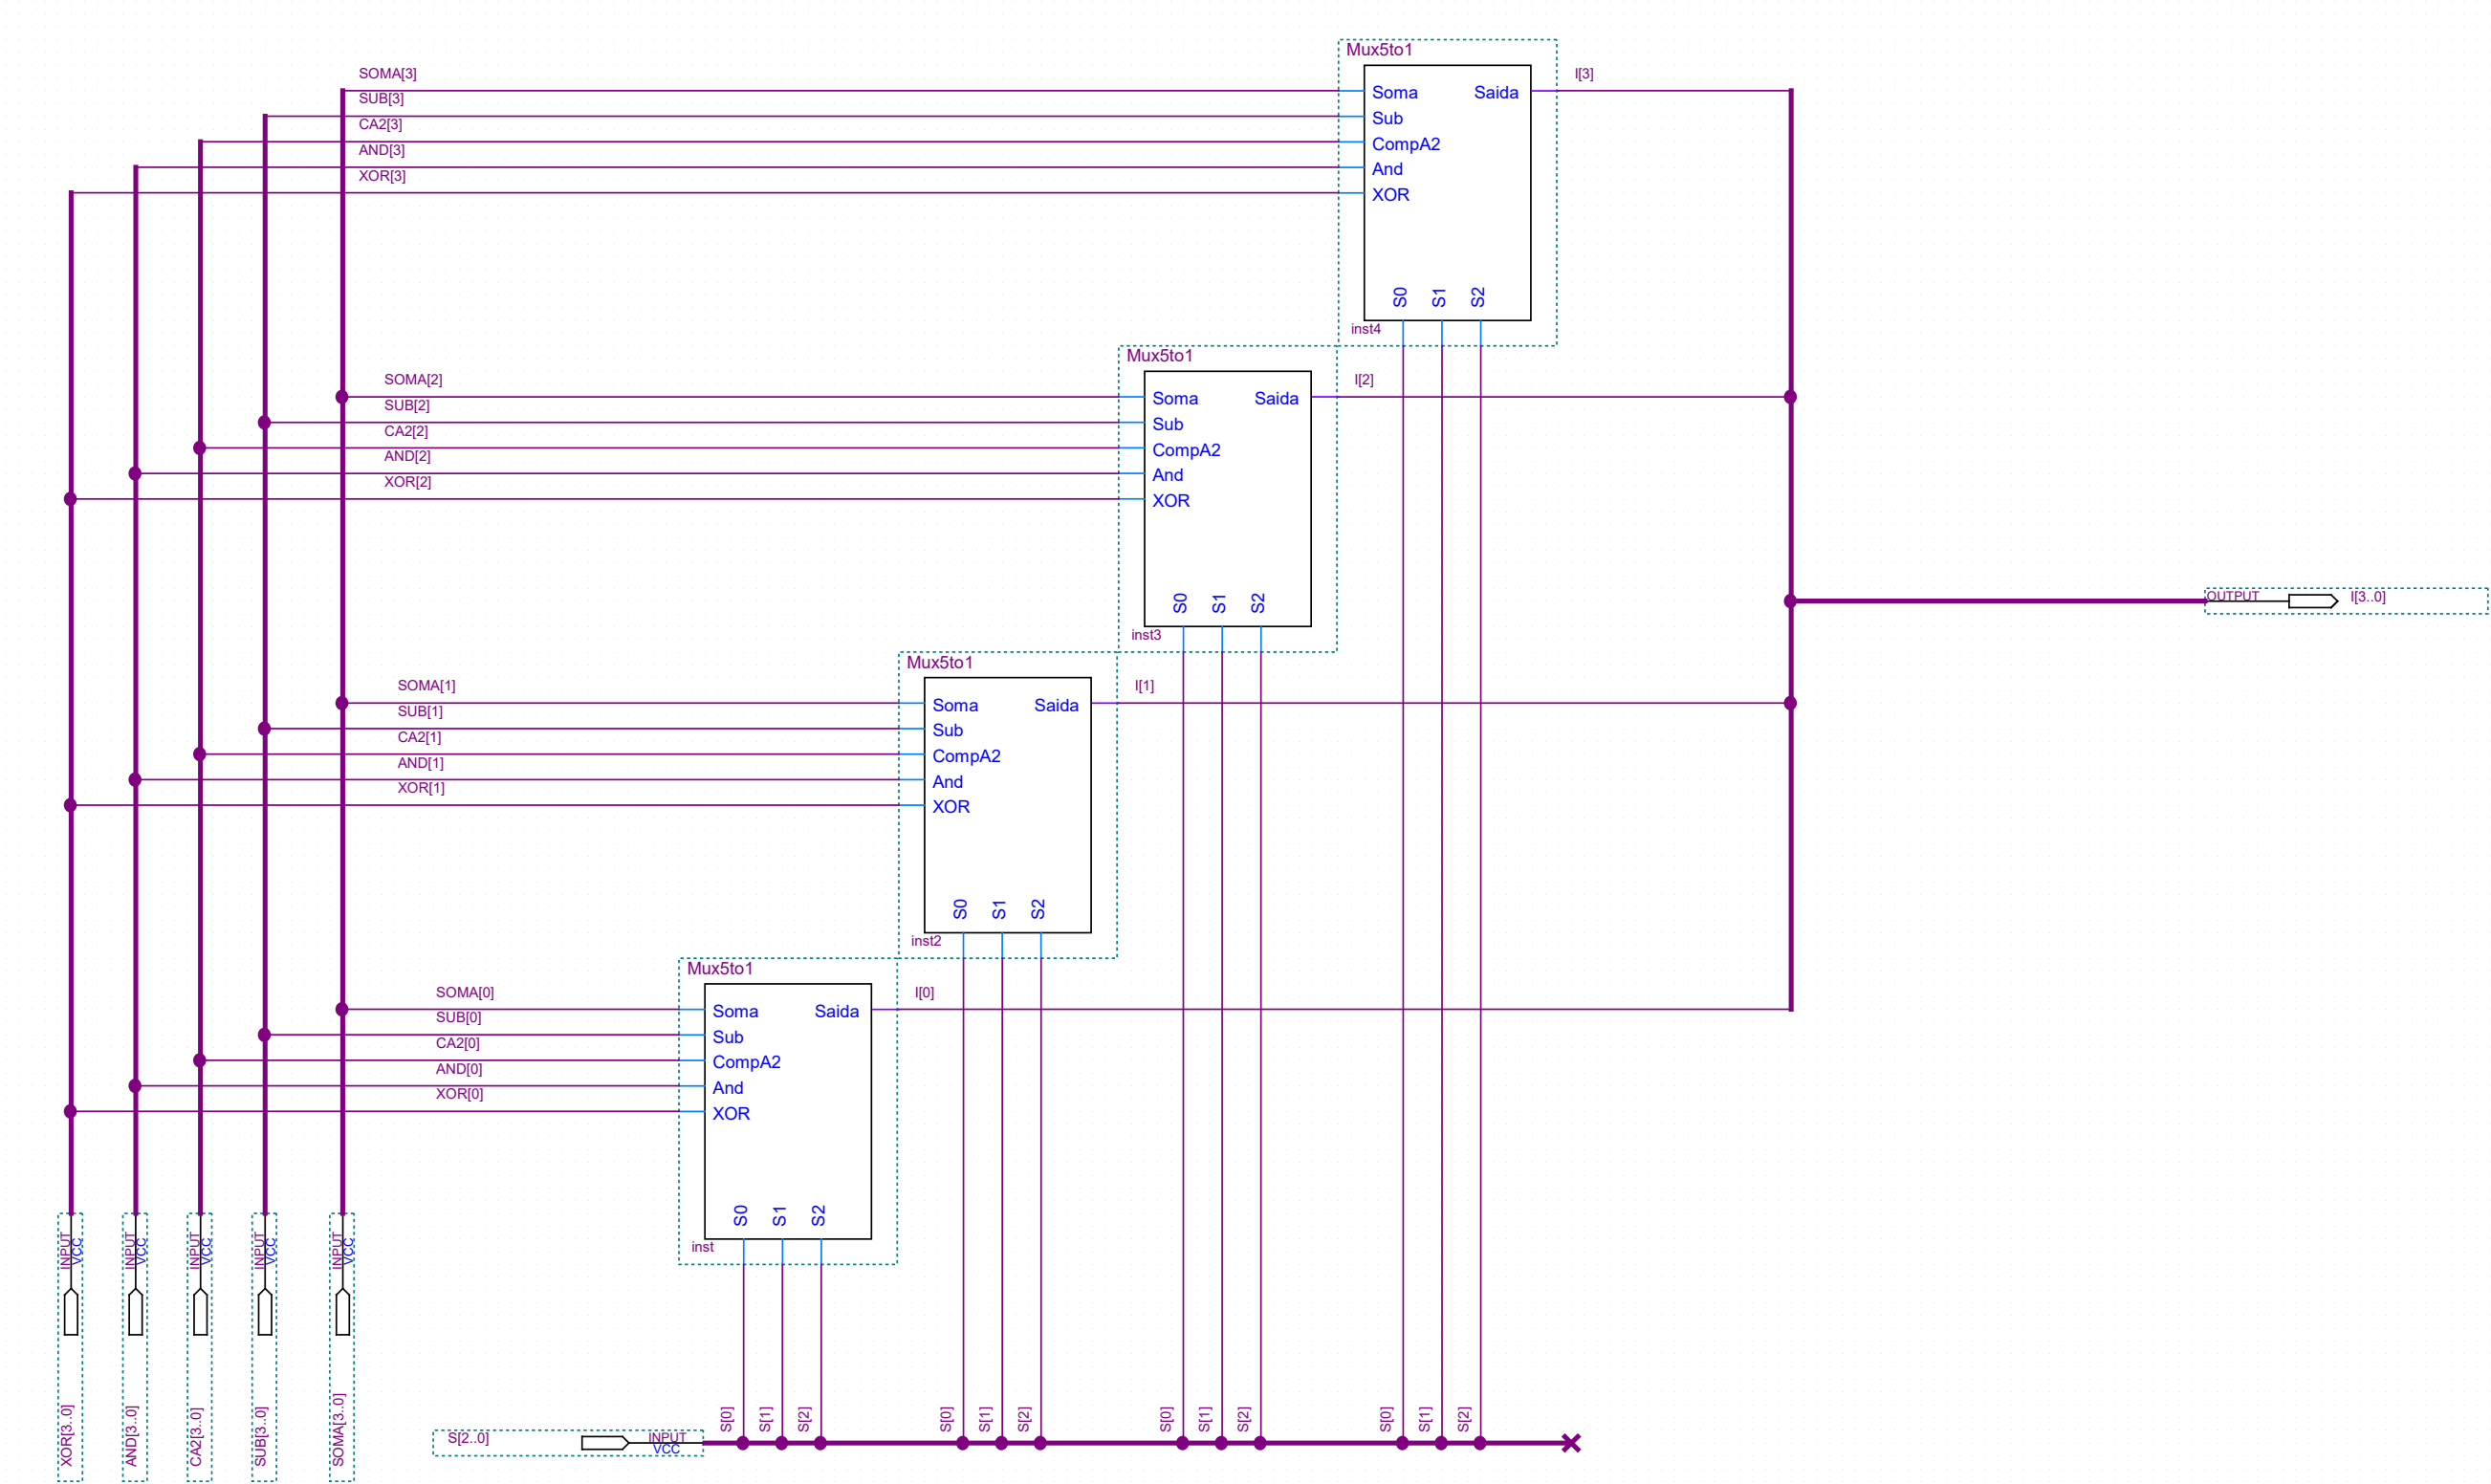 Mux5to1
SOMA[3]
SUB[3]
CA2[3]
AND[3]
XOR[3]
Soma Saida
Sub
CompA2
And
XOR
S0 S1 S2
inst4
I[3]
Mux5to1
SOMA[2]
SUB[2]
CA2[2]
AND[2]
XOR[2]
Soma Saida
Sub
CompA2
And
XOR
S0 S1 S2
inst3
I[2]
OUTPUT I[3..0]
Mux5to1
SOMA[1]
SUB[1]
CA2[1]
AND[1]
XOR[1]
Soma Saida
Sub
CompA2
And
XOR
S0 S1 S2
inst2
I[1]
Mux5to1
SOMA[0]
SUB[0]
CA2[0]
AND[0]
XOR[0]
Soma Saida
Sub
CompA2
And
XOR
S0 S1 S2
inst
I[0]
INPUT
VCC
XOR[3..0]
INPUT
VCC
AND[3..0]
INPUT
VCC
CA2[3..0]
INPUT
VCC
SUB[3..0]
INPUT
VCC
SOMA[3..0]
S[2..0] INPUT
VCC
S[0] S[1] S[2] S[0] S[1] S[2] S[0] S[1] S[2] S[0] S[1] S[2]